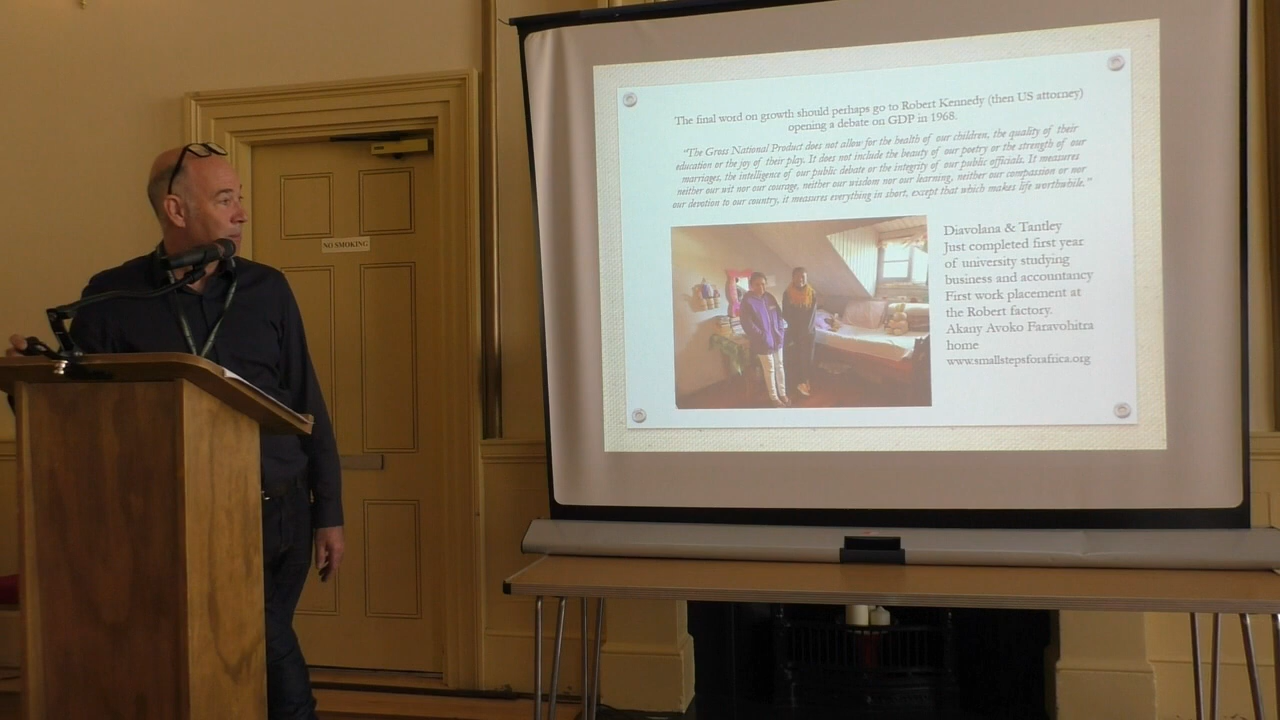 NO SMOKING
The final word on growth should perhaps go to Robert Kennedy (then US attorney)
opening a debate on GDP in 1968.
"The Gross National Product does not allow for the health of our children, the quality of their
education or the joy of their play. It does not include the beauty of our poetry or the strength of our
marriages, the intelligence of our public debate or the integrity of our public officials. It measures
neither our wit nor our courage, neither our wisdom nor our learning, neither our compassion or nor
our devotion to our country, it measures everything in short, except that which makes life worthwhile."
Diavolana & Tantley
Just completed first year
of university studying
business and accountancy
First work placement at
the Robert factory.
Akany Avoko Faravohitra
home
www.smallstepsforafrica.org